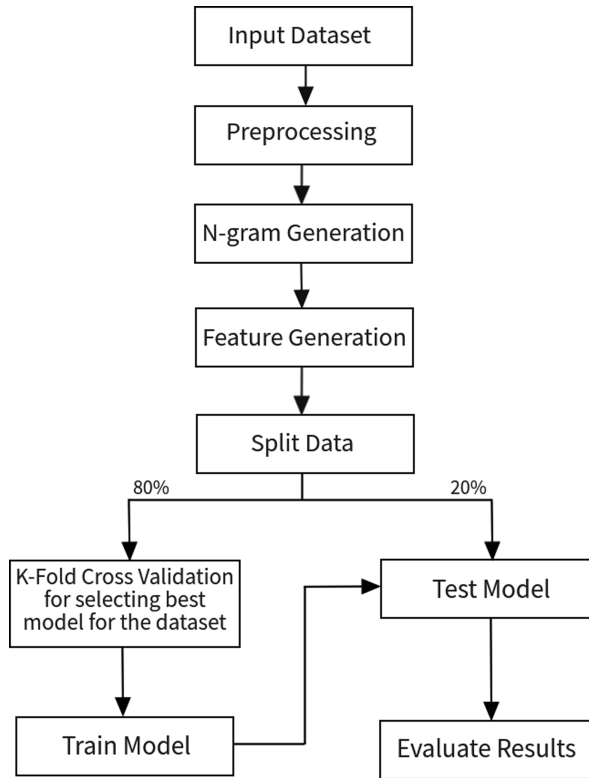 Input Dataset
Preprocessing
N-gram Generation
Feature Generation
Split Data
80%
20%
K-Fold Cross Validation
for selecting best
model for the dataset
Test Model
Train Model
Evaluate Results